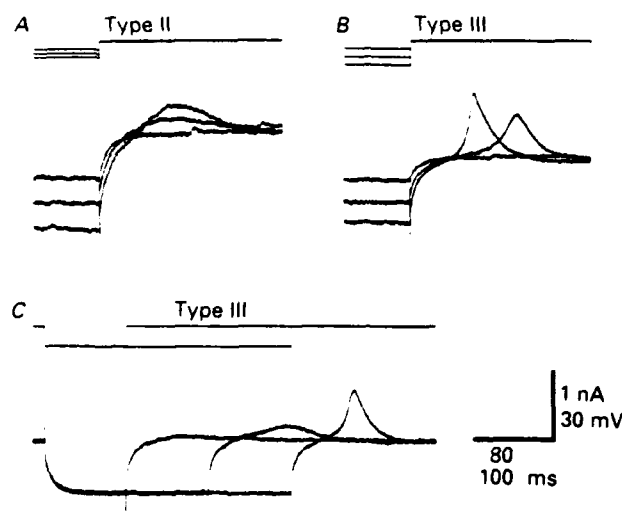 A Type II
B Type III
C Type III
1 nA
30 mV
80
100 ms